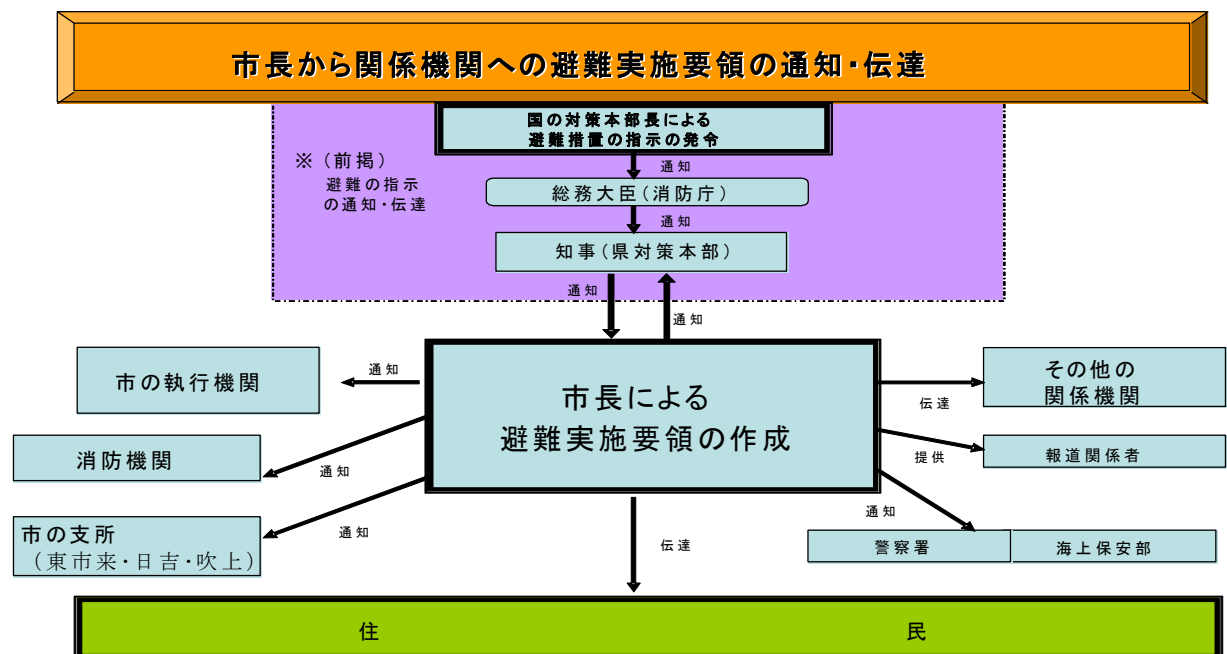 市長から関係機関への避難実施要領の通知・伝達
国の対策本部長による
避難措置の指示の発令
※（前掲）
避難の指示
の通知・伝達
通知
総務大臣（消防庁）
通知
知事（県対策本部）
通知
通知
市の執行機関
通知
市長による
避難実施要領の作成
その他の
関係機関
伝達
消防機関
通知
報道関係者
提供
市の支所
（東市来・日吉・吹上）
通知
伝達
通知
警察署
海上保安部
住民